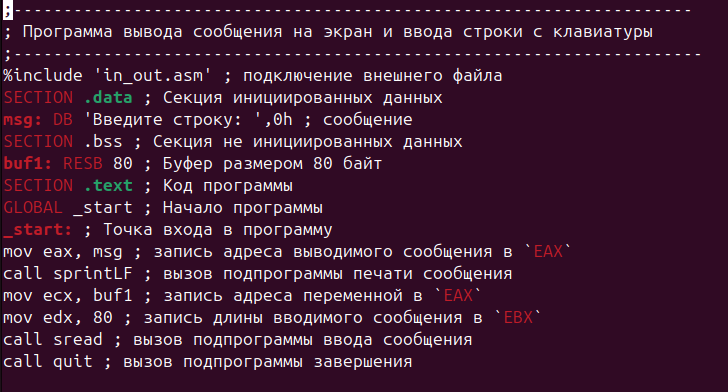 ;-----------------------------------------------------------------
; Программа вывода сообщения на экран и ввода строки с клавиатуры
;------------------------------------------------------------------
%include 'in_out.asm' ; подключение внешнего файла
SECTION .data ; Секция инициированных данных
msg: DB 'Введите строку: ',0h ; сообщение
SECTION .bss ; Секция не инициированных данных
buf1: RESB 80 ; Буфер размером 80 байт
SECTION .text ; Код программы
GLOBAL _start ; Начало программы
_start: ; Точка входа в программу
mov eax, msg ; запись адреса выводимого сообщения в `EAX`
call sprintLF ; вызов подпрограммы печати сообщения
mov ecx, buf1 ; запись адреса переменной в `EAX`
mov edx, 80 ; запись длины вводимого сообщения в `EBX`
call sread ; вызов подпрограммы ввода сообщения
call quit ; вызов подпрограммы завершения